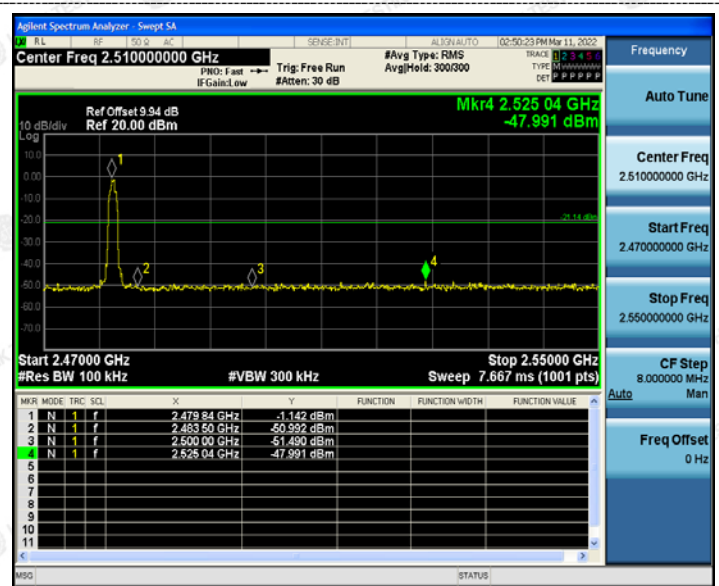 Agilent Spectrum Analyzer - Swept SA
RL RF 50 Ω AC SENSE:INT ALIGN AUTO 02:50:23 PM Mar 11, 2022
Center Freq 2.510000000 GHz
PNO: Fast
IFGain:Low
Trig: Free Run
#Atten: 30 dB
#Avg Type: RMS
Avg|Hold: 300/300
TRACE 1 2 3 4 5 6
TYPE M WWWWW
DET P P P P P P
Ref Offset 9.94 dB
10 dB/div Ref 20.00 dBm
Log
Mkr4 2.525 04 GHz
-47.991 dBm
10.0
0.00
-10.0
-20.0
-30.0
-40.0
-50.0
-60.0
-70.0
1
2
3
4
-21.14 dBm
Start 2.47000 GHz Stop 2.55000 GHz
#Res BW 100 kHz #VBW 300 kHz Sweep 7.667 ms (1001 pts)
MKR MODE TRC SCL X Y FUNCTION FUNCTION WIDTH FUNCTION VALUE
1 N 1 f 2.479 84 GHz -1.142 dBm
2 N 1 f 2.483 50 GHz -50.992 dBm
3 N 1 f 2.500 00 GHz -51.490 dBm
4 N 1 f 2.525 04 GHz -47.991 dBm
5
6
7
8
9
10
11
MSG STATUS
Frequency
Auto Tune
Center Freq
2.510000000 GHz
Start Freq
2.470000000 GHz
Stop Freq
2.550000000 GHz
CF Step
8.000000 MHz
Auto Man
Freq Offset
0 Hz